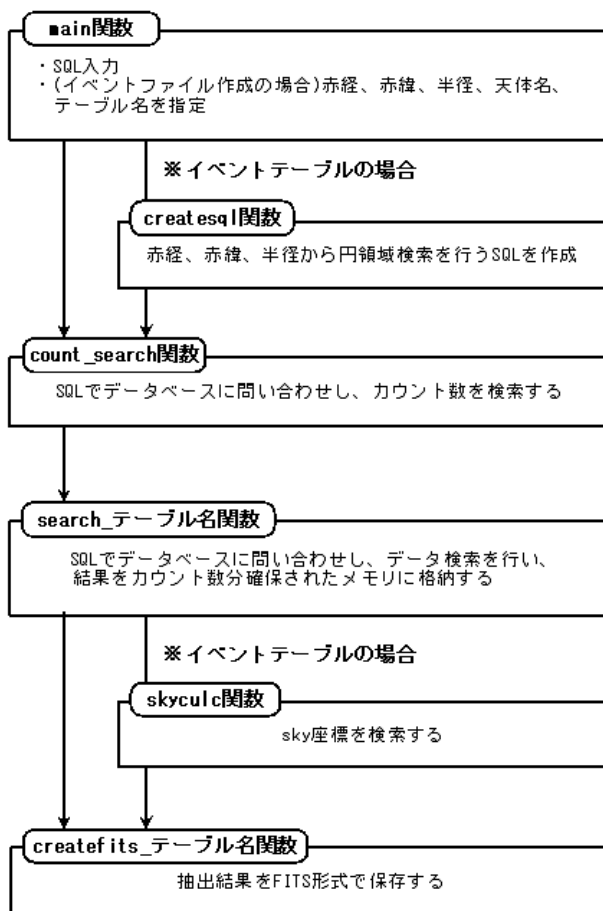 main関数
・SQL入力
・(イベントファイル作成の場合)赤経、赤緯、半径、天体名、
テーブル名を指定
※イベントテーブルの場合
createsql関数
赤経、赤緯、半径から円領域検索を行うSQLを作成
count_search関数
SQLでデータベースに問い合わせし、カウント数を検索する
search_テーブル名関数
SQLでデータベースに問い合わせし、データ検索を行い、
結果をカウント数分確保されたメモリに格納する
※イベントテーブルの場合
skyculc関数
sky座標を検索する
createfits_テーブル名関数
抽出結果をFITS形式で保存する